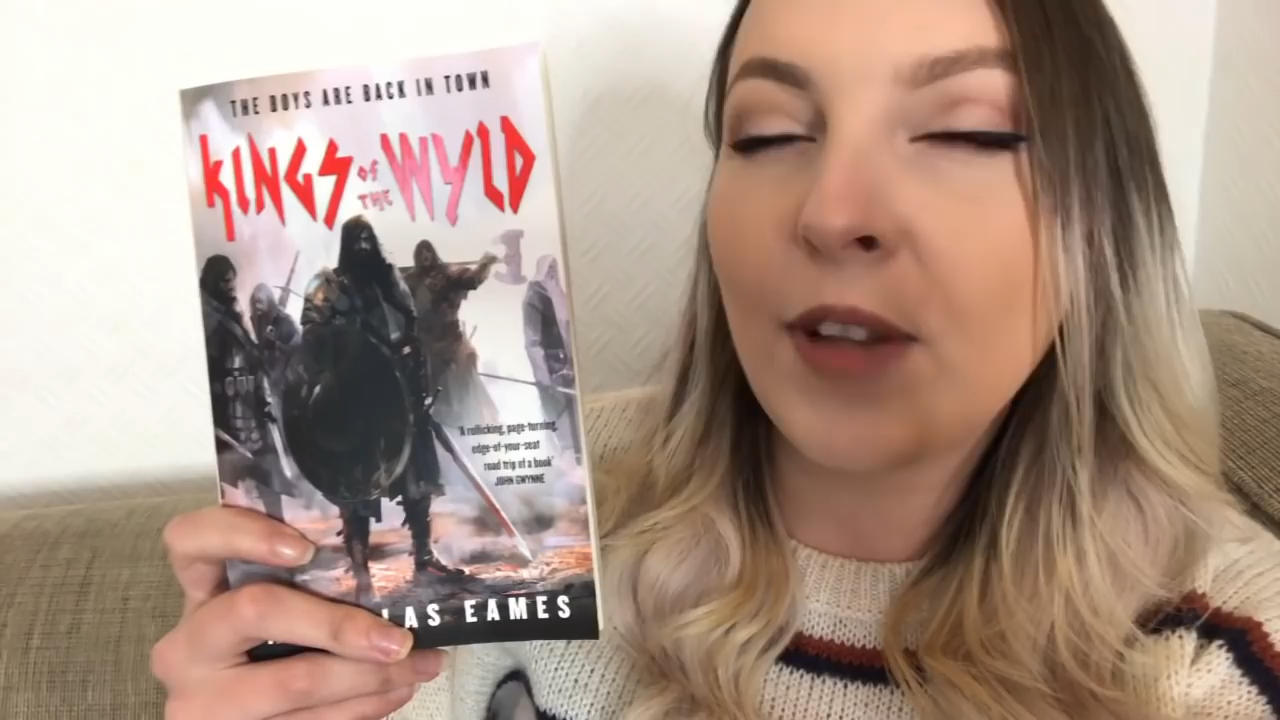 THE BOYS ARE BACK IN TOWN
KINGS OF THE WYLD
'A rollicking, page-turning,
edge-of-your-seat
road trip of a book'
JOHN GWYNNE
LAS EAMES